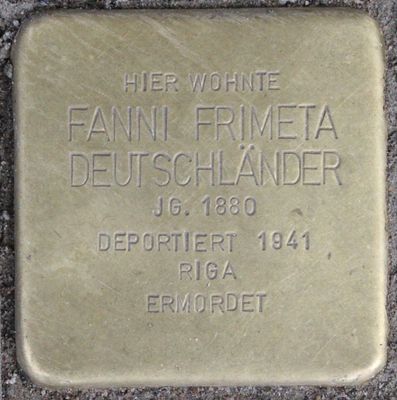 HIER WOHNTE
FANNI FRIMETA
DEUTSCHLÄNDER
JG. 1880
DEPORTIERT 1941
RIGA
ERMORDET